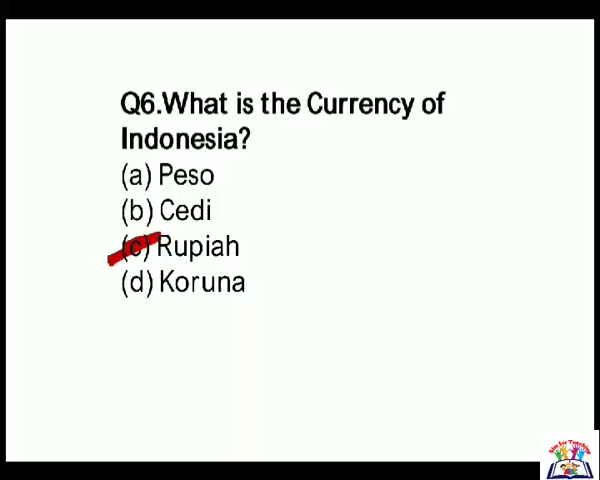 Q6.What is the Currency of
Indonesia?
(a) Peso
(b) Cedi
(c) Rupiah
(d) Koruna